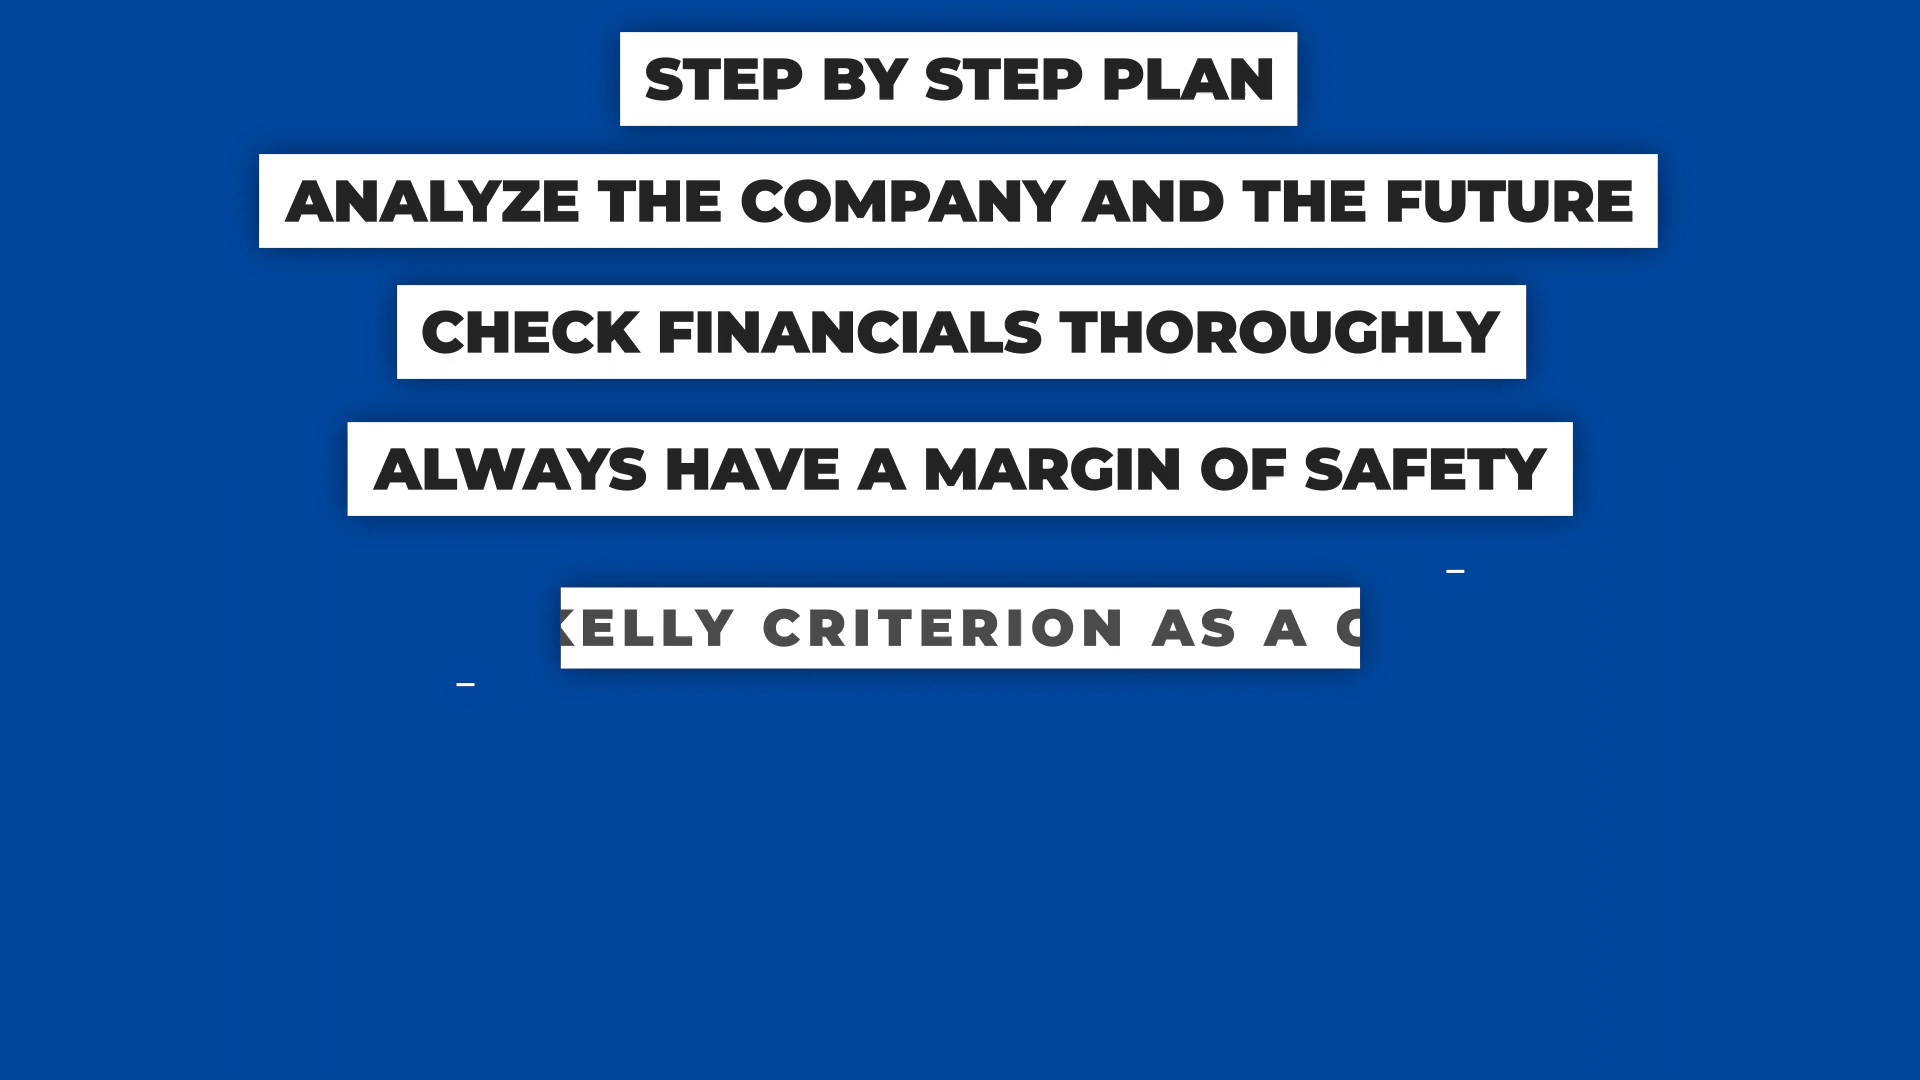 STEP BY STEP PLAN
ANALYZE THE COMPANY AND THE FUTURE
CHECK FINANCIALS THOROUGHLY
ALWAYS HAVE A MARGIN OF SAFETY
KELLY CRITERION AS A